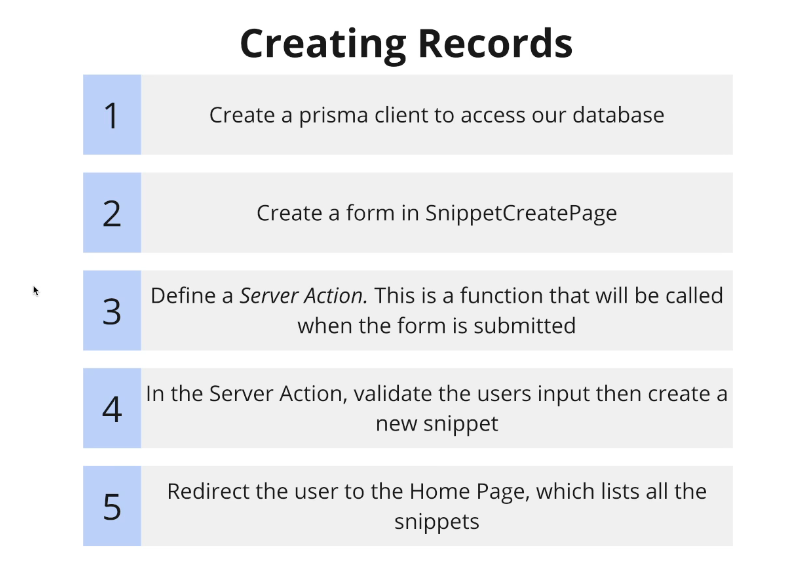 Creating Records
1
Create a prisma client to access our database
2
Create a form in SnippetCreatePage
3
Define a Server Action. This is a function that will be called
when the form is submitted
4
In the Server Action, validate the users input then create a
new snippet
5
Redirect the user to the Home Page, which lists all the
snippets